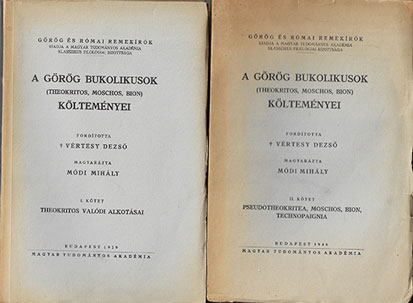 GÖRÖG ÉS RÓMAI REMEKÍRÓK
KIADJA A MAGYAR TUDOMÁNYOS AKADÉMIA
KLASSZIKUS FILOLÓGIAI BIZOTTSÁGA
A GÖRÖG BUKOLIKUSOK
(THEOKRITOS, MOSCHOS, BION)
KÖLTEMÉNYEI
FORDÍTOTTA
† VÉRTESY DEZSŐ
MAGYARÁZTA
MÓDI MIHÁLY
I. KÖTET
THEOKRITOS VALÓDI ALKOTÁSAI
BUDAPEST 1939
MAGYAR TUDOMÁNYOS AKADÉMIA
GÖRÖG ÉS RÓMAI REMEKÍRÓK
KIADJA A MAGYAR TUDOMÁNYOS AKADÉMIA
KLASSZIKUS FILOLÓGIAI BIZOTTSÁGA
A GÖRÖG BUKOLIKUSOK
(THEOKRITOS, MOSCHOS, BION)
KÖLTEMÉNYEI
FORDÍTOTTA
† VÉRTESY DEZSŐ
MAGYARÁZTA
MÓDI MIHÁLY
II. KÖTET
PSEUDOTHEOKRITEA, MOSCHOS, BION,
TECHNOPAIGNIA
BUDAPEST
MAGYAR TUDOMÁNYOS AKADÉMIA